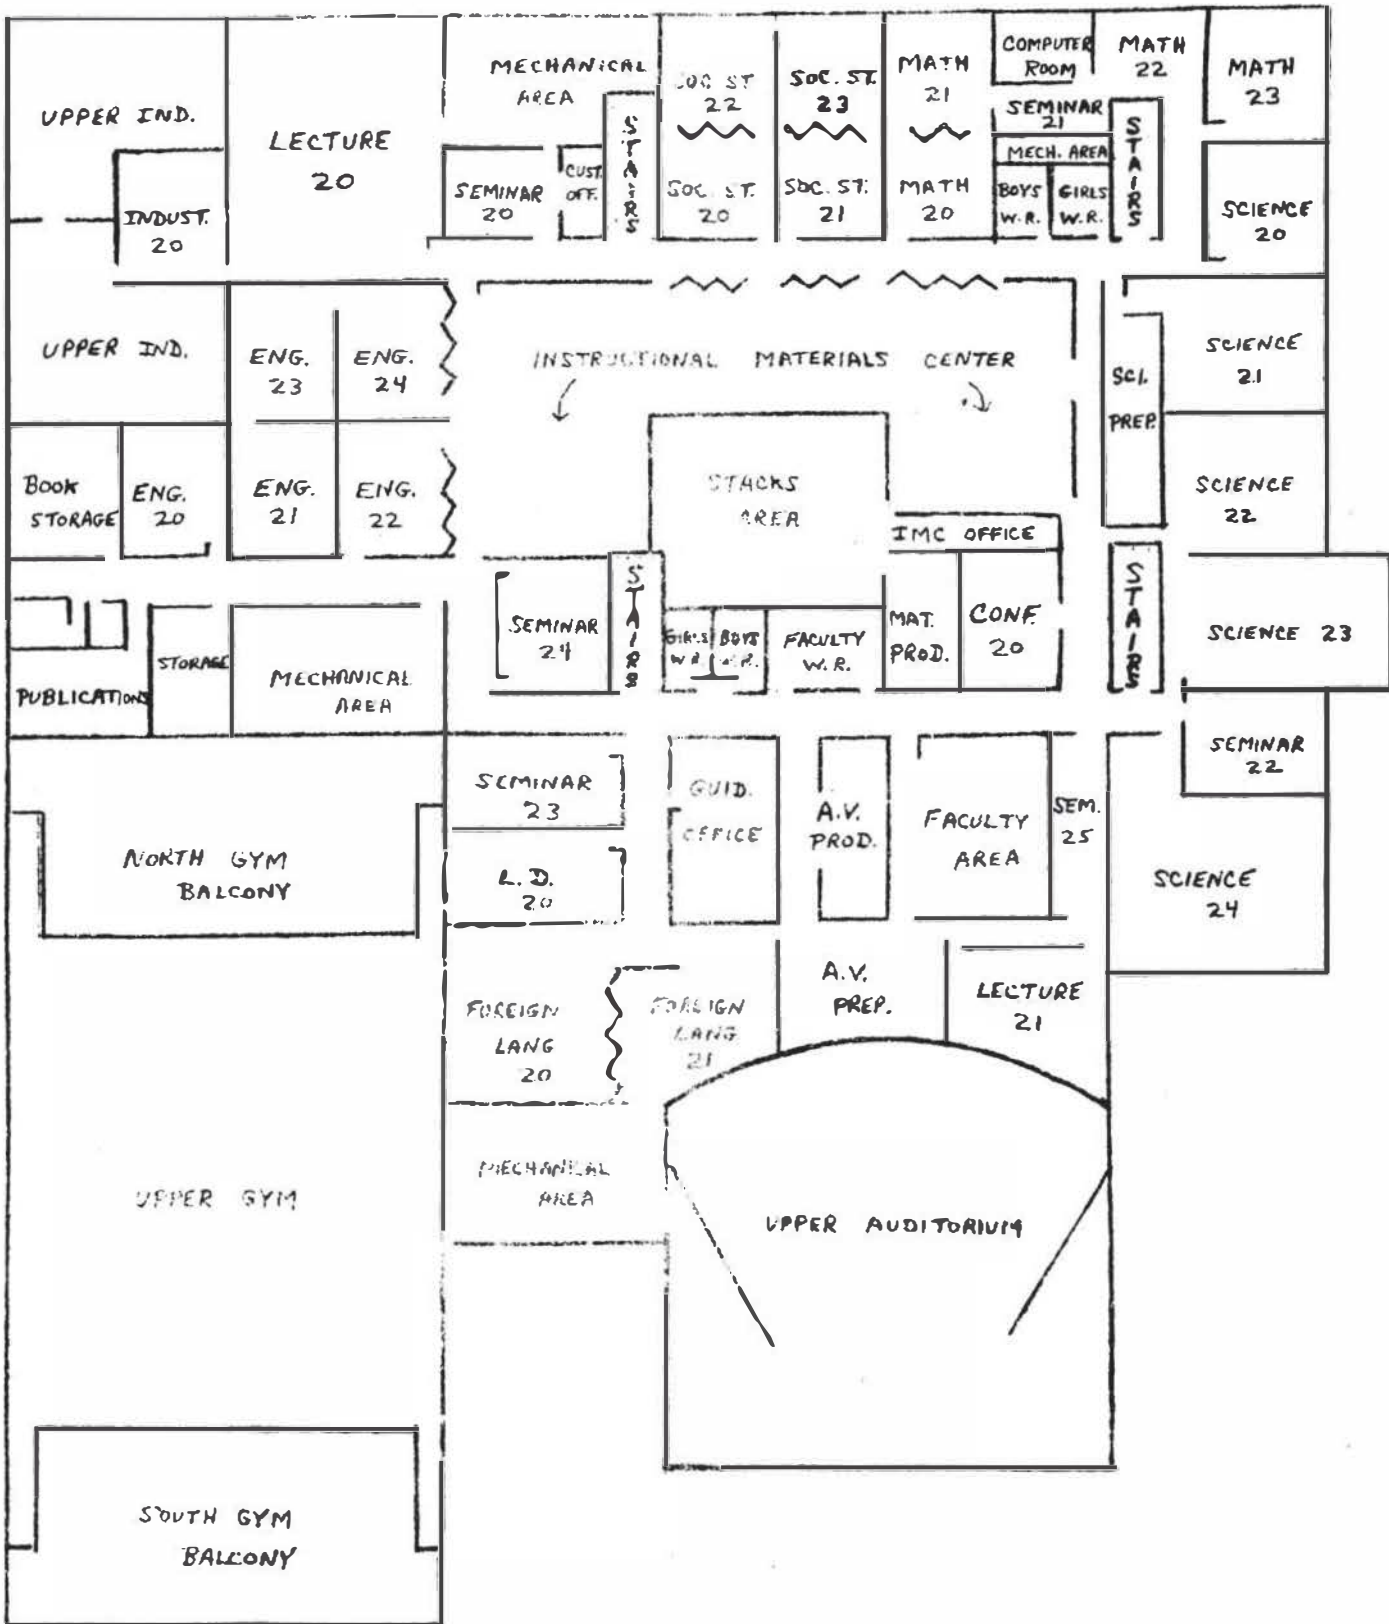 UPPER IND.
INDUST.
20
LECTURE
20
MECHANICAL
AREA
SEMINAR
20
CUST.
OFF.
STAIRS
SOC ST
22
SOC. ST.
20
SOC. ST.
23
SOC. ST.
21
MATH
21
MATH
20
COMPUTER
ROOM
SEMINAR
21
MECH. AREA
BOYS
W.R.
GIRLS
W.R.
MATH
22
STAIRS
MATH
23
SCIENCE
20
UPPER IND.
ENG.
23
ENG.
24
INSTRUCTIONAL MATERIALS CENTER
SCI.
PREP.
SCIENCE
21
BOOK
STORAGE
ENG.
20
ENG.
21
ENG.
22
STACKS
AREA
IMC OFFICE
SCIENCE
22
PUBLICATIONS
STORAGE
MECHANICAL
AREA
SEMINAR
24
STAIRS
GIRLS
W.R.
BOYS
W.R.
FACULTY
W.R.
MAT.
PROD.
CONF.
20
STAIRS
SCIENCE 23
NORTH GYM
BALCONY
SEMINAR
23
L.D.
20
GUID.
OFFICE
A.V.
PROD.
FACULTY
AREA
SEM.
25
SEMINAR
22
SCIENCE
24
FOREIGN
LANG
20
FOREIGN
LANG
21
A.V.
PREP.
LECTURE
21
UPPER GYM
MECHANICAL
AREA
UPPER AUDITORIUM
SOUTH GYM
BALCONY